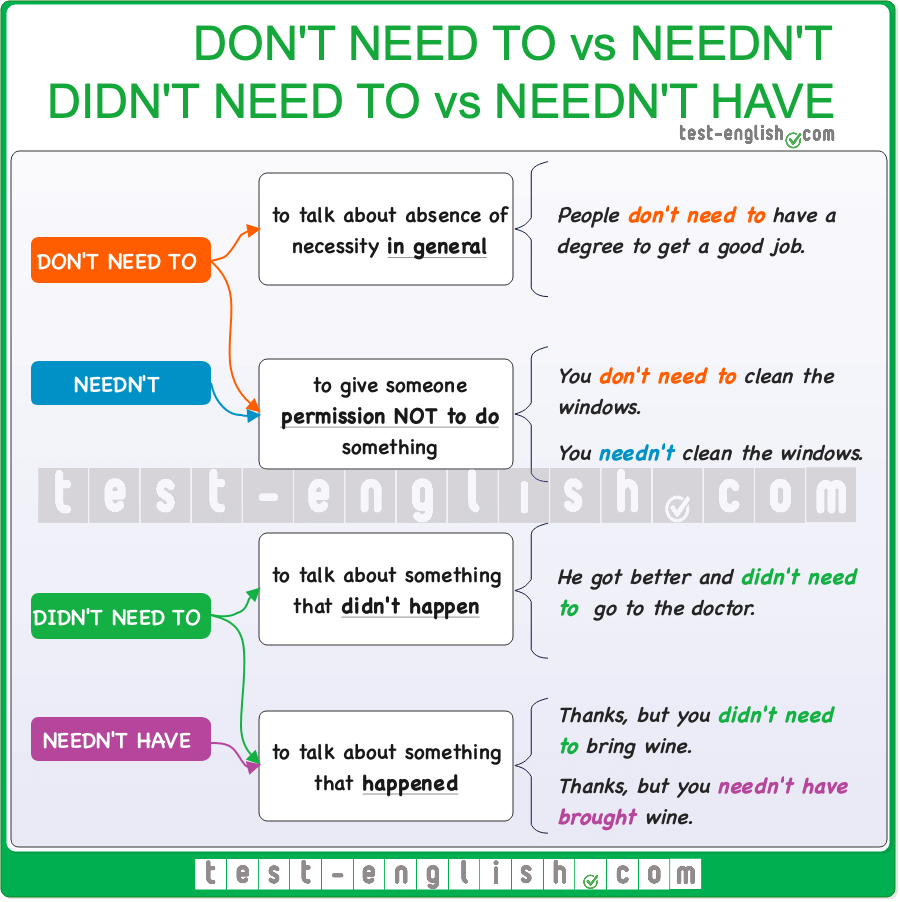 DON'T NEED TO vs NEEDN'T
DIDN'T NEED TO vs NEEDN'T HAVE
test-english.com
DON'T NEED TO
to talk about absence of
necessity in general
People don't need to have a
degree to get a good job.
NEEDN'T
to give someone
permission NOT to do
something
You don't need to clean the
windows.
You needn't clean the windows.
test-english.com
DIDN'T NEED TO
to talk about something
that didn't happen
He got better and didn't need
to go to the doctor.
NEEDN'T HAVE
to talk about something
that happened
Thanks, but you didn't need
to bring wine.
Thanks, but you needn't have
brought wine.
test-english.com